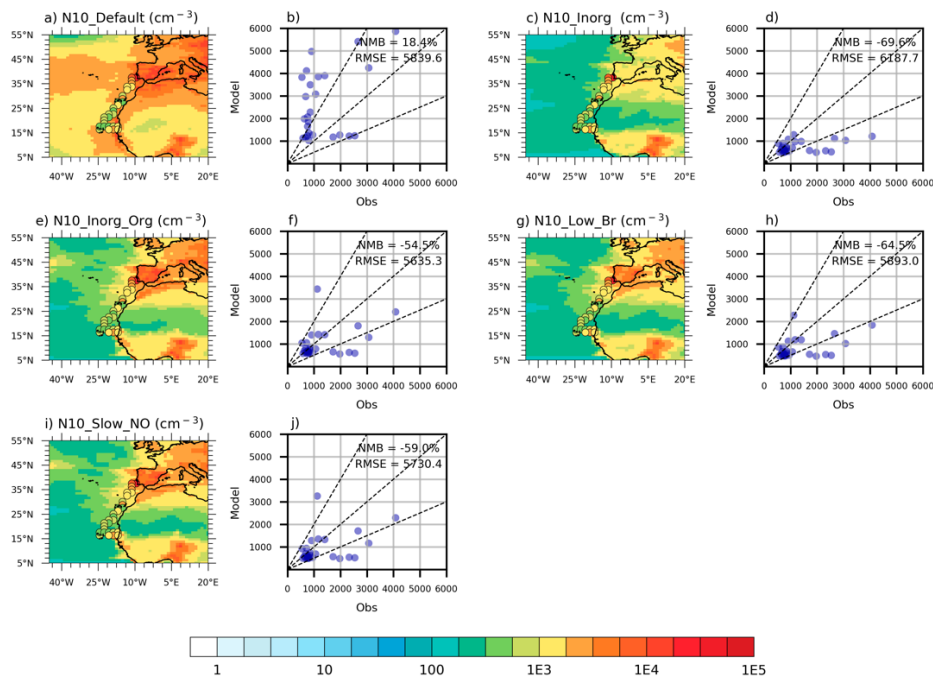 a) N10_Default (cm⁻³)
b)
c) N10_Inorg (cm⁻³)
d)
55°N
45°N
35°N
25°N
15°N
5°N
40°W 25°W 10°W 5°E 20°E
Model
6000
5000
4000
3000
2000
1000
0 1000 2000 3000 4000 5000 6000
Obs
NMB = 18.4%
RMSE = 5839.6
55°N
45°N
35°N
25°N
15°N
5°N
40°W 25°W 10°W 5°E 20°E
Model
6000
5000
4000
3000
2000
1000
0 1000 2000 3000 4000 5000 6000
Obs
NMB = -69.6%
RMSE = 6187.7
e) N10_Inorg_Org (cm⁻³)
f)
g) N10_Low_Br (cm⁻³)
h)
55°N
45°N
35°N
25°N
15°N
5°N
40°W 25°W 10°W 5°E 20°E
Model
6000
5000
4000
3000
2000
1000
0 1000 2000 3000 4000 5000 6000
Obs
NMB = -54.5%
RMSE = 5635.3
55°N
45°N
35°N
25°N
15°N
5°N
40°W 25°W 10°W 5°E 20°E
Model
6000
5000
4000
3000
2000
1000
0 1000 2000 3000 4000 5000 6000
Obs
NMB = -64.5%
RMSE = 5893.0
i) N10_Slow_NO (cm⁻³)
j)
55°N
45°N
35°N
25°N
15°N
5°N
40°W 25°W 10°W 5°E 20°E
Model
6000
5000
4000
3000
2000
1000
0 1000 2000 3000 4000 5000 6000
Obs
NMB = -59.0%
RMSE = 5730.4
1 10 100 1E3 1E4 1E5